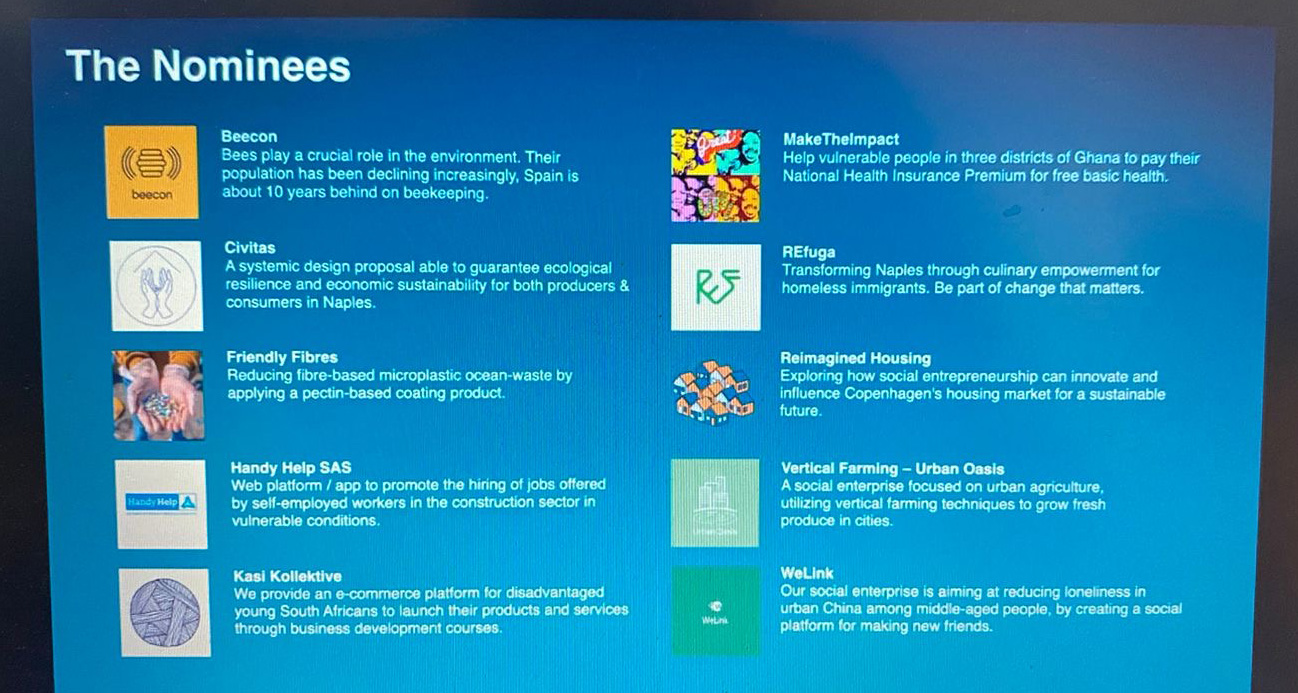 The Nominees
beecon
Beecon
Bees play a crucial role in the environment. Their
population has been declining increasingly, Spain is
about 10 years behind on beekeeping.
Civitas
A systemic design proposal able to guarantee ecological
resilience and economic sustainability for both producers &
consumers in Naples.
Friendly Fibres
Reducing fibre-based microplastic ocean-waste by
applying a pectin-based coating product.
Handy Help
Handy Help SAS
Web platform / app to promote the hiring of jobs offered
by self-employed workers in the construction sector in
vulnerable conditions.
Kasi Kollektive
We provide an e-commerce platform for disadvantaged
young South Africans to launch their products and services
through business development courses.
Great
MakeTheImpact
Help vulnerable people in three districts of Ghana to pay their
National Health Insurance Premium for free basic health.
REF
REfuga
Transforming Naples through culinary empowerment for
homeless immigrants. Be part of change that matters.
Reimagined Housing
Exploring how social entrepreneurship can innovate and
influence Copenhagen's housing market for a sustainable
future.
Urban Oasis
Vertical Farming – Urban Oasis
A social enterprise focused on urban agriculture,
utilizing vertical farming techniques to grow fresh
produce in cities.
WeLink
WeLink
Our social enterprise is aiming at reducing loneliness in
urban China among middle-aged people, by creating a social
platform for making new friends.